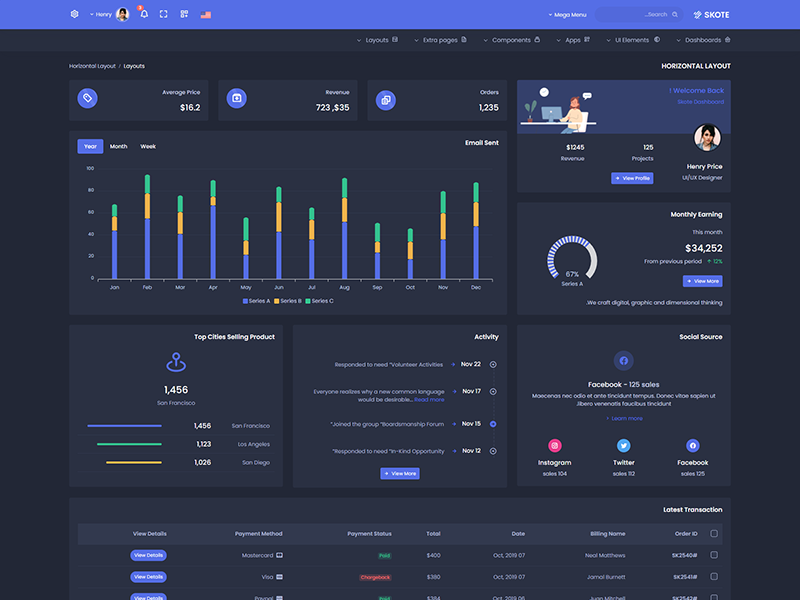 Henry
3
Mega Menu
Search...
SKOTE
Layouts
Extra pages
Components
Apps
UI Elements
Dashboards
Horizontal Layout / Layouts
HORIZONTAL LAYOUT
Average Price
$16.2
Revenue
723 ,$35
Orders
1,235
! Welcome Back
Skote Dashboard
$1245
Revenue
125
Projects
View Profile
Henry Price
UI/UX Designer
Year
Month
Week
Email Sent
100
80
60
40
20
0
Jan
Feb
Mar
Apr
May
Jun
Jul
Aug
Sep
Oct
Nov
Dec
Series A
Series B
Series C
Monthly Earning
This month
$34,252
From previous period ↑ 12%
View More
67%
Series A
.We craft digital, graphic and dimensional thinking
Top Cities Selling Product
1,456
San Francisco
1,456 San Francisco
1,123 Los Angeles
1,026 San Diego
Activity
Responded to need "Volunteer Activities Nov 22
Everyone realizes why a new common language Nov 17
would be desirable... Read more
"Joined the group "Boardsmanship Forum Nov 15
"Responded to need "In-Kind Opportunity Nov 12
View More
Social Source
Facebook - 125 sales
Maecenas nec odio et ante tincidunt tempus. Donec vitae sapien ut
.libero venenatis faucibus tincidunt
Learn more
Instagram
sales 104
Twitter
sales 112
Facebook
sales 125
Latest Transaction
View Details Payment Method Payment Status Total Date Billing Name Order ID
View Details Mastercard Paid $400 Oct, 2019 07 Neal Matthews SK2540#
View Details Visa Chargeback $380 Oct, 2019 07 Jamal Burnett SK2541#
View Details Paypal Paid $384 Oct, 2019 06 Juan Mitchell SK2542#